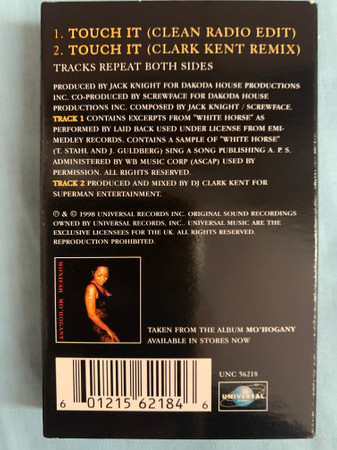 1. TOUCH IT (CLEAN RADIO EDIT)
2. TOUCH IT (CLARK KENT REMIX)
TRACKS REPEAT BOTH SIDES
PRODUCED BY JACK KNIGHT FOR DAKODA HOUSE PRODUCTIONS
INC. CO-PRODUCED BY SCREWFACE FOR DAKODA HOUSE
PRODUCTIONS INC. COMPOSED BY JACK KNIGHT / SCREWFACE.
TRACK 1 CONTAINS EXCERPTS FROM "WHITE HORSE" AS
PERFORMED BY LAID BACK USED UNDER LICENSE FROM EMI-
MEDLEY RECORDS. CONTAINS A SAMPLE OF "WHITE HORSE"
(T. STAHL AND J. GULDBERG) SING A SONG PUBLISHING A. P. S.
ADMINISTERED BY WB MUSIC CORP (ASCAP) USED BY
PERMISSION. ALL RIGHTS RESERVED.
TRACK 2 PRODUCED AND MIXED BY DJ CLARK KENT FOR
SUPERMAN ENTERTAINMENT.
℗ & © 1998 UNIVERSAL RECORDS INC. ORIGINAL SOUND RECORDINGS
OWNED BY UNIVERSAL RECORDS, INC. UNIVERSAL MUSIC ARE THE
EXCLUSIVE LICENSEES FOR THE UK. ALL RIGHTS RESERVED.
REPRODUCTION PROHIBITED.
MONIFAH MO'HOGANY
TAKEN FROM THE ALBUM MO'HOGANY
AVAILABLE IN STORES NOW
UNC 56218
6 01215 62184 6
UNIVERSAL